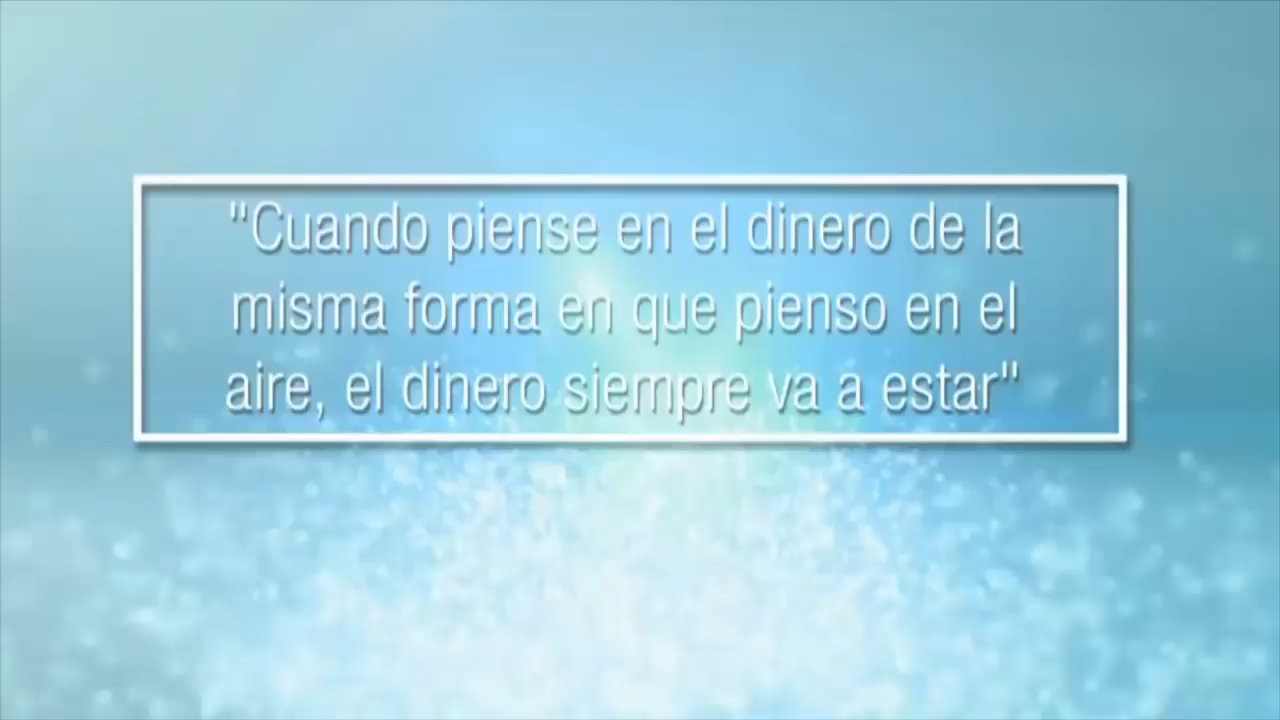 "Cuando piense en el dinero de la
misma forma en que pienso en el
aire, el dinero siempre va a estar"